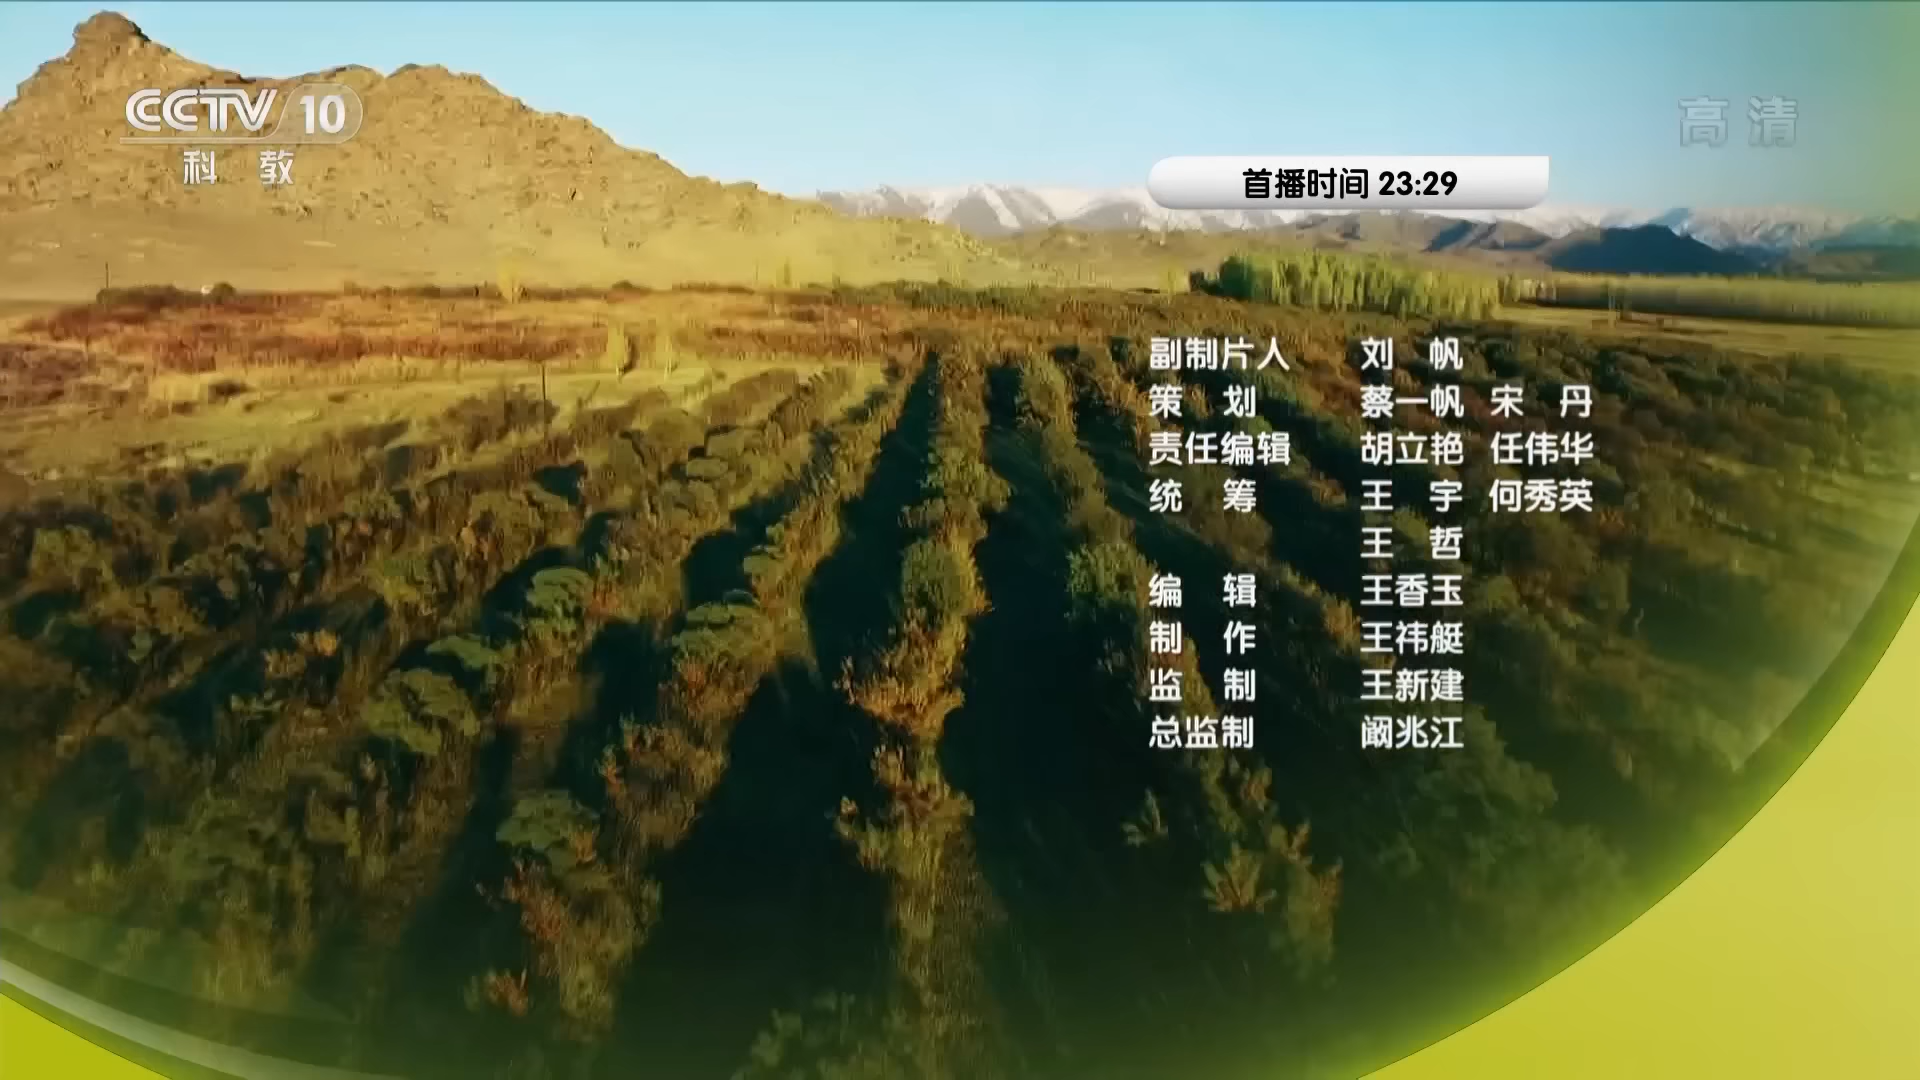 CCTV 10
科 教
高清
首播时间 23:29
副制片人 刘 帆
策 划 蔡一帆 宋 丹
责任编辑 胡立艳 任伟华
统 筹 王 宇 何秀英
王 哲
编 辑 王香玉
制 作 王祎艇
监 制 王新建
总监制 阚兆江